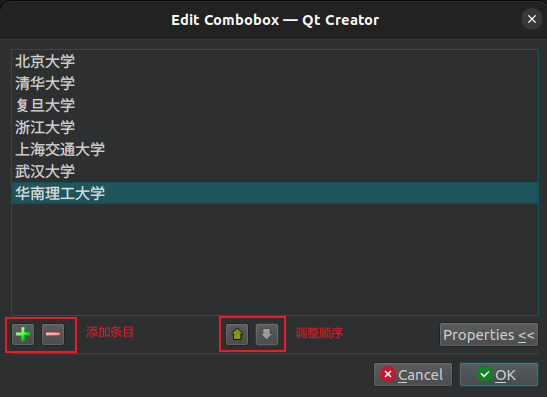 Edit Combobox — Qt Creator
北京大学
清华大学
复旦大学
浙江大学
上海交通大学
武汉大学
华南理工大学
添加条目
调整顺序
Properties <<
Cancel
OK